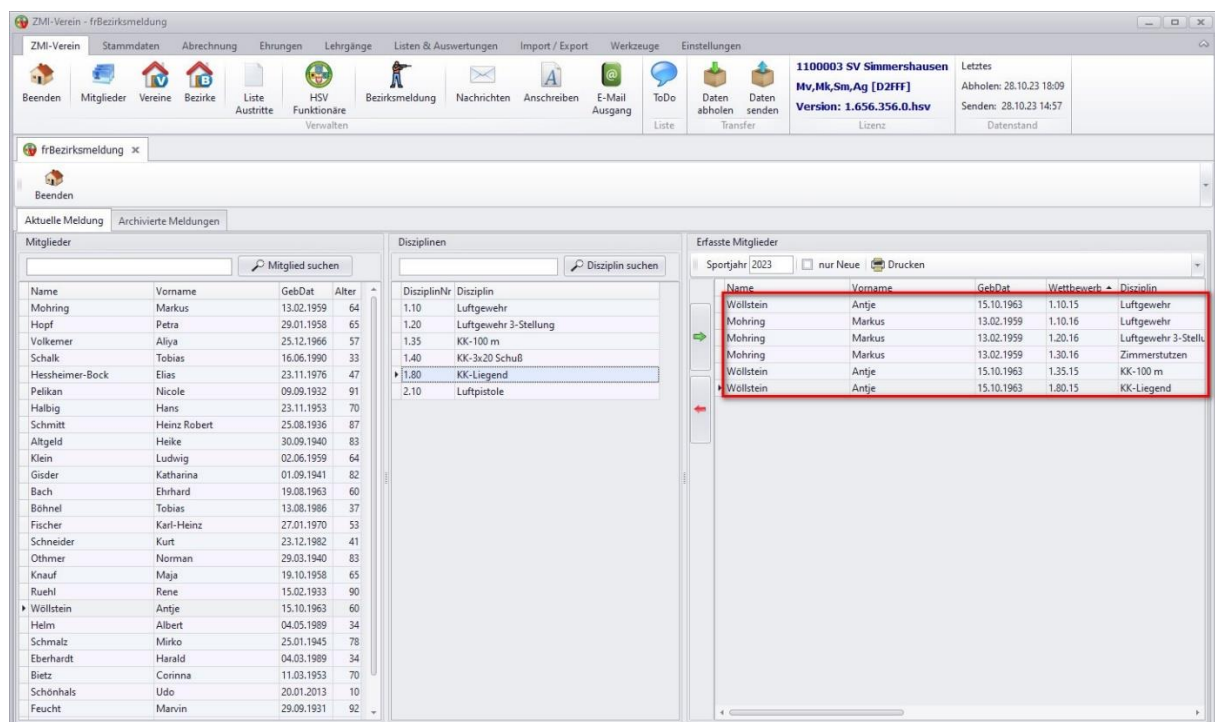 ZMI-Verein - frBezirksmeldung
ZMI-Verein Stammdaten Abrechnung Ehrungen Lehrgänge Listen & Auswertungen Import / Export Werkzeuge Einstellungen
Beenden Mitglieder Vereine Bezirke Liste Austritte HSV Funktionäre Bezirksmeldung Nachrichten Anschreiben E-Mail Ausgang ToDo Daten abholen Daten senden
1100003 SV Simmershausen
Mv,Mk,Sm,Ag [D2FFF]
Version: 1.656.356.0.hsv
Letztes
Abholen: 28.10.23 18:09
Senden: 28.10.23 14:57
Verwalten Liste Transfer Lizenz Datenstand
frBezirksmeldung
Beenden
Aktuelle Meldung Archivierte Meldungen
Mitglieder
Mitglied suchen
Name Vorname GebDat Alter
Mohring Markus 13.02.1959 64
Hopf Petra 29.01.1958 65
Volkemer Aliya 25.12.1966 57
Schalk Tobias 16.06.1990 33
Hessheimer-Bock Elias 23.11.1976 47
Pelikan Nicole 09.09.1932 91
Halbig Hans 23.11.1953 70
Schmitt Heinz Robert 25.08.1936 87
Altgeld Heike 30.09.1940 83
Klein Ludwig 02.06.1959 64
Gisder Katharina 01.09.1941 82
Bach Ehrhard 19.08.1963 60
Böhnel Tobias 13.08.1986 37
Fischer Karl-Heinz 27.01.1970 53
Schneider Kurt 23.12.1982 41
Othmer Norman 29.03.1940 83
Knauf Maja 19.10.1958 65
Ruehl Rene 15.02.1933 90
Wöllstein Antje 15.10.1963 60
Helm Albert 04.05.1989 34
Schmalz Mirko 25.01.1945 78
Eberhardt Harald 04.03.1989 34
Bietz Corinna 11.03.1953 70
Schönhals Udo 20.01.2013 10
Feucht Marvin 29.09.1931 92
Disziplinen
Disziplin suchen
DisziplinNr Disziplin
1.10 Luftgewehr
1.20 Luftgewehr 3-Stellung
1.35 KK-100 m
1.40 KK-3x20 Schuß
1.80 KK-Liegend
2.10 Luftpistole
Erfasste Mitglieder
Sportjahr 2023 nur Neue Drucken
Name Vorname GebDat Wettbewerb Disziplin
Wöllstein Antje 15.10.1963 1.10.15 Luftgewehr
Mohring Markus 13.02.1959 1.10.16 Luftgewehr
Mohring Markus 13.02.1959 1.20.16 Luftgewehr 3-Stellu
Mohring Markus 13.02.1959 1.30.16 Zimmerstutzen
Wöllstein Antje 15.10.1963 1.35.15 KK-100 m
Wöllstein Antje 15.10.1963 1.80.15 KK-Liegend